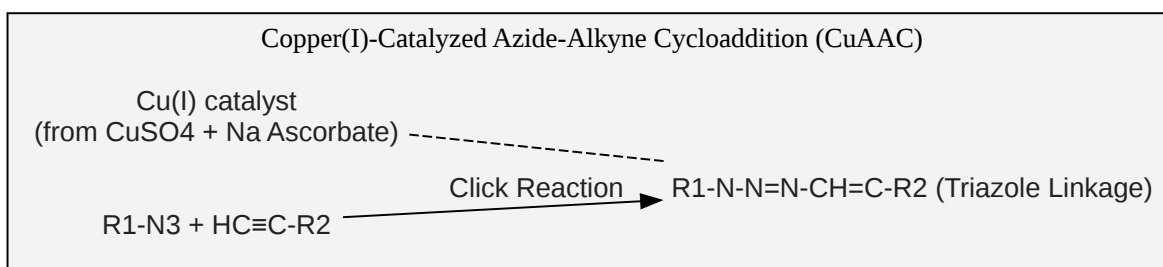 Copper(I)-Catalyzed Azide-Alkyne Cycloaddition (CuAAC)
Cu(I) catalyst
(from CuSO4 + Na Ascorbate)
Click Reaction
R1-N-N=N-CH=C-R2 (Triazole Linkage)
R1-N3 + HC≡C-R2